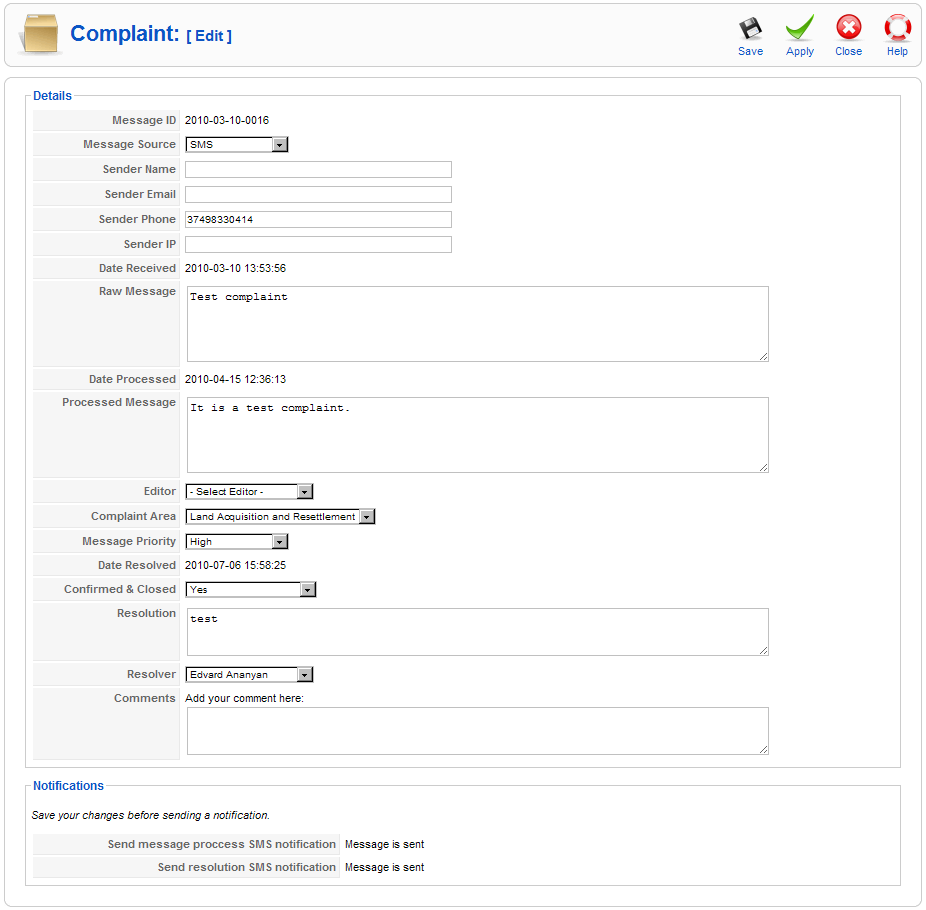 Complaint: [ Edit ]
Save Apply Close Help
Details
Message ID 2010-03-10-0016
Message Source SMS
Sender Name
Sender Email
Sender Phone 37498330414
Sender IP
Date Received 2010-03-10 13:53:56
Raw Message Test complaint
Date Processed 2010-04-15 12:36:13
Processed Message It is a test complaint.
Editor - Select Editor -
Complaint Area Land Acquisition and Resettlement
Message Priority High
Date Resolved 2010-07-06 15:58:25
Confirmed & Closed Yes
Resolution test
Resolver Edvard Ananyan
Comments Add your comment here:
Notifications
Save your changes before sending a notification.
Send message proccess SMS notification Message is sent
Send resolution SMS notification Message is sent